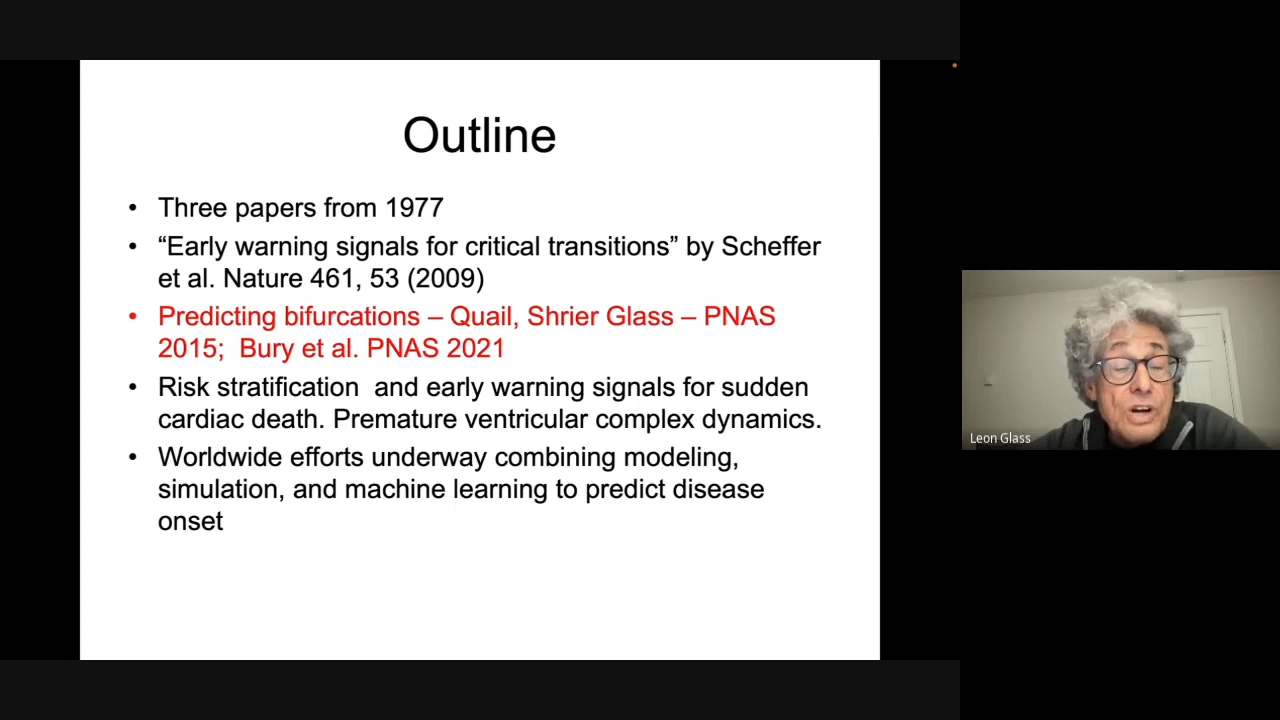 Outline
• Three papers from 1977
• “Early warning signals for critical transitions” by Scheffer
et al. Nature 461, 53 (2009)
• Predicting bifurcations – Quail, Shrier Glass – PNAS
2015;  Bury et al. PNAS 2021
• Risk stratification  and early warning signals for sudden
cardiac death. Premature ventricular complex dynamics.
• Worldwide efforts underway combining modeling,
simulation, and machine learning to predict disease
onset
Leon Glass